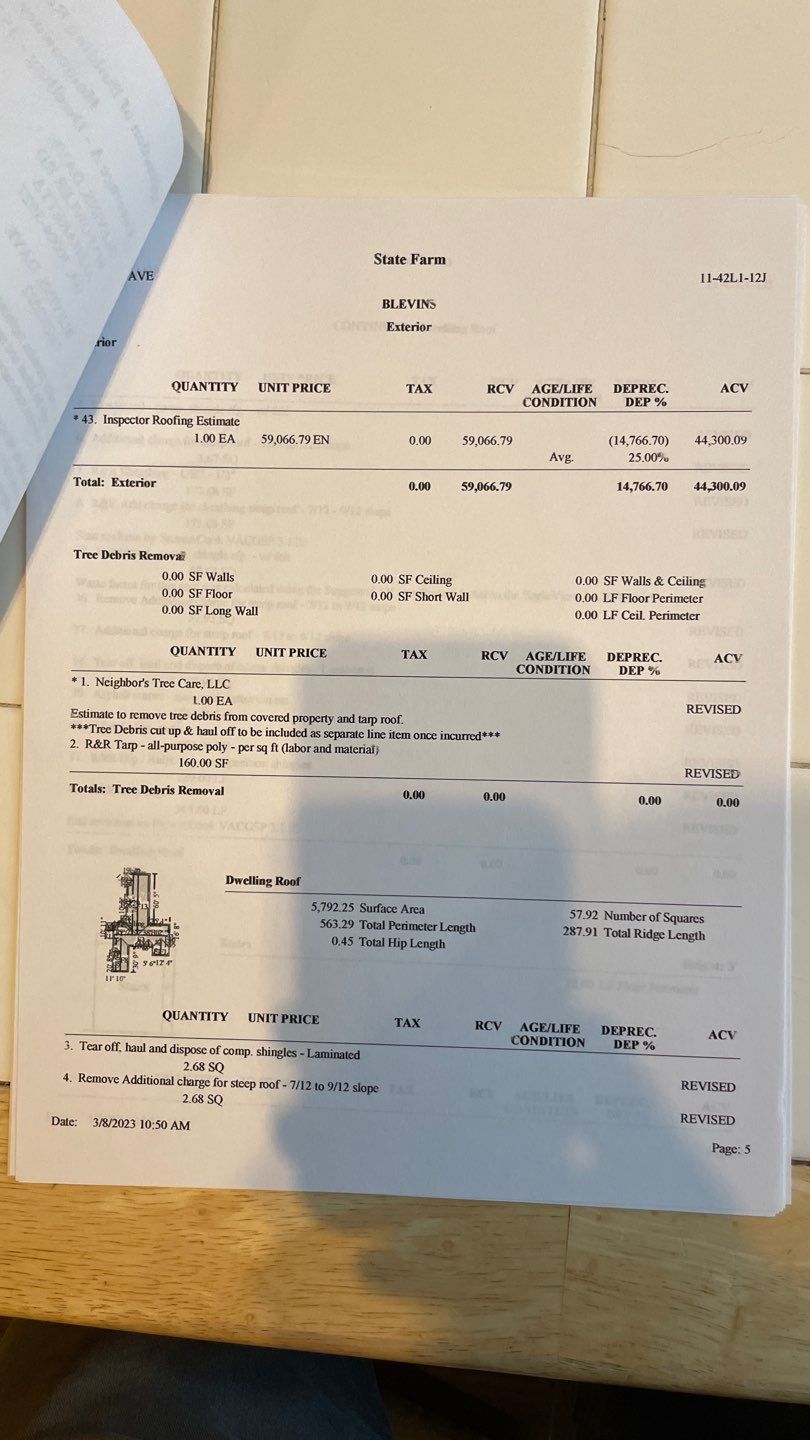 State Farm
AVE
11-42L1-12J
BLEVINS
Exterior
rior
QUANTITY UNIT PRICE TAX RCV AGE/LIFE DEPREC. ACV
CONDITION DEP %
* 43. Inspector Roofing Estimate
1.00 EA 59,066.79 EN 0.00 59,066.79 (14,766.70) 44,300.09
Avg. 25.00%
Total: Exterior 0.00 59,066.79 14,766.70 44,300.09
Tree Debris Removal
0.00 SF Walls 0.00 SF Ceiling 0.00 SF Walls & Ceiling
0.00 SF Floor 0.00 SF Short Wall 0.00 LF Floor Perimeter
0.00 SF Long Wall 0.00 LF Ceil. Perimeter
QUANTITY UNIT PRICE TAX RCV AGE/LIFE DEPREC. ACV
CONDITION DEP %
* 1. Neighbor's Tree Care, LLC
1.00 EA REVISED
Estimate to remove tree debris from covered property and tarp roof.
***Tree Debris cut up & haul off to be included as separate line item once incurred***
2. R&R Tarp - all-purpose poly - per sq ft (labor and material)
160.00 SF REVISED
Totals: Tree Debris Removal 0.00 0.00 0.00 0.00
Dwelling Roof
5,792.25 Surface Area 57.92 Number of Squares
563.29 Total Perimeter Length 287.91 Total Ridge Length
0.45 Total Hip Length
11' 10"
QUANTITY UNIT PRICE TAX RCV AGE/LIFE DEPREC. ACV
CONDITION DEP %
3. Tear off, haul and dispose of comp. shingles - Laminated
2.68 SQ REVISED
4. Remove Additional charge for steep roof - 7/12 to 9/12 slope
2.68 SQ REVISED
Date: 3/8/2023 10:50 AM
Page: 5